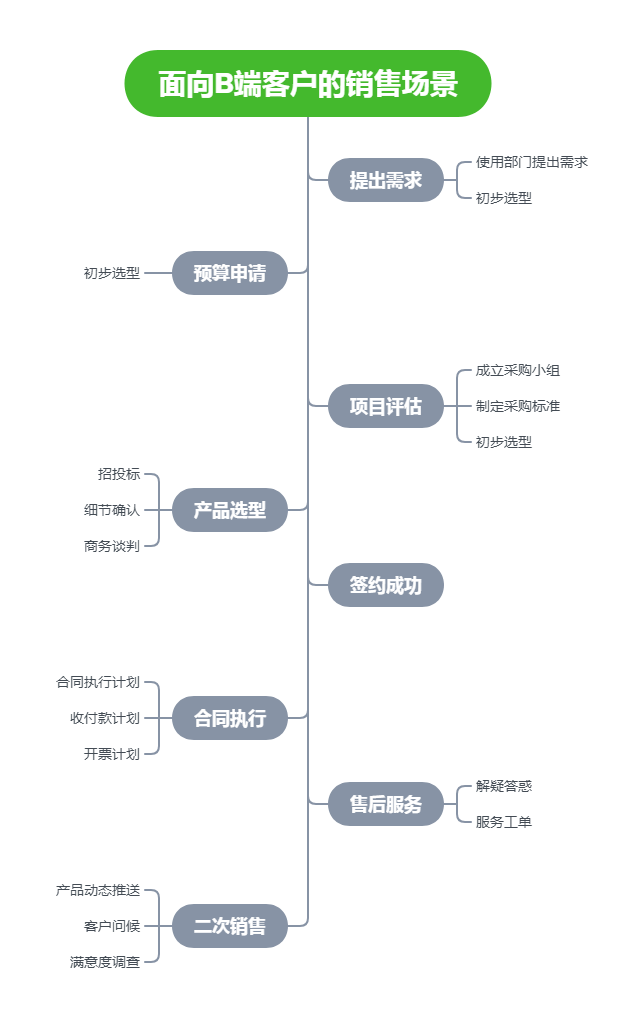 面向B端客户的销售场景
提出需求
使用部门提出需求
初步选型
预算申请
初步选型
项目评估
成立采购小组
制定采购标准
初步选型
产品选型
招投标
细节确认
商务谈判
签约成功
合同执行
合同执行计划
收付款计划
开票计划
售后服务
解疑答惑
服务工单
二次销售
产品动态推送
客户问候
满意度调查